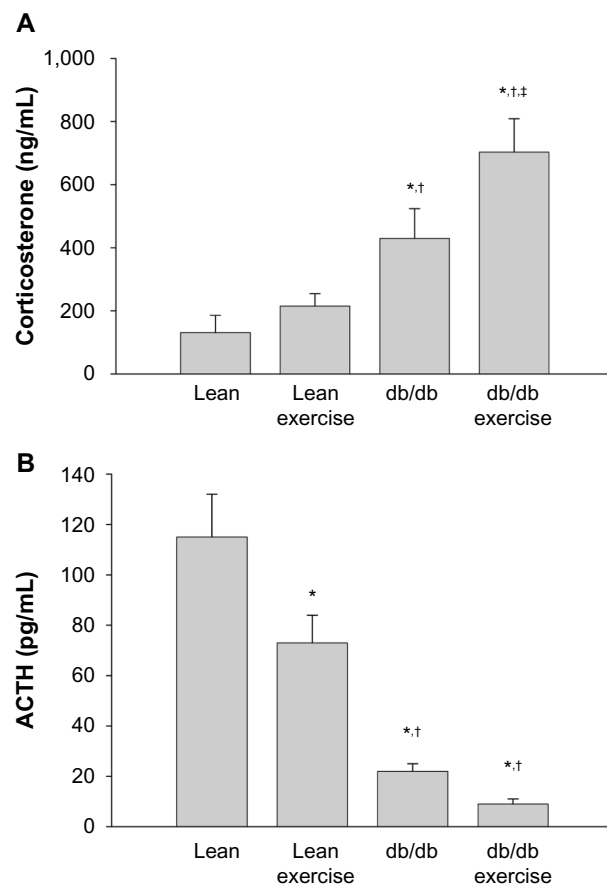 A
1,000
800
600
400
200
0
Corticosterone (ng/mL)
*,†
*,†,‡
Lean
Lean
exercise
db/db
db/db
exercise
B
140
120
100
80
60
40
20
0
ACTH (pg/mL)
*
*,†
*,†
Lean
Lean
exercise
db/db
db/db
exercise